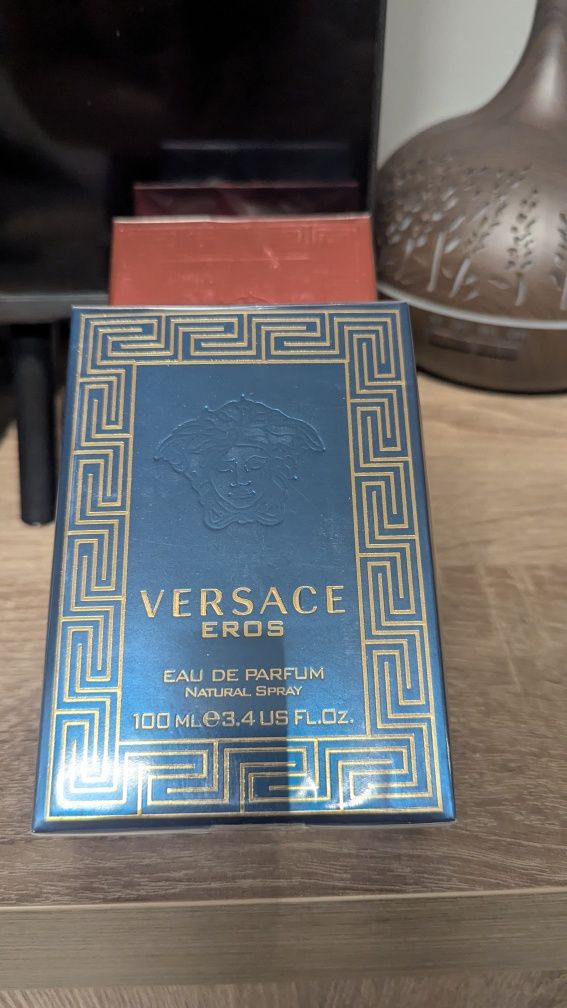 VERSACE
EROS
EAU DE PARFUM
NATURAL SPRAY
100 ML ℮ 3.4 US FL.OZ.